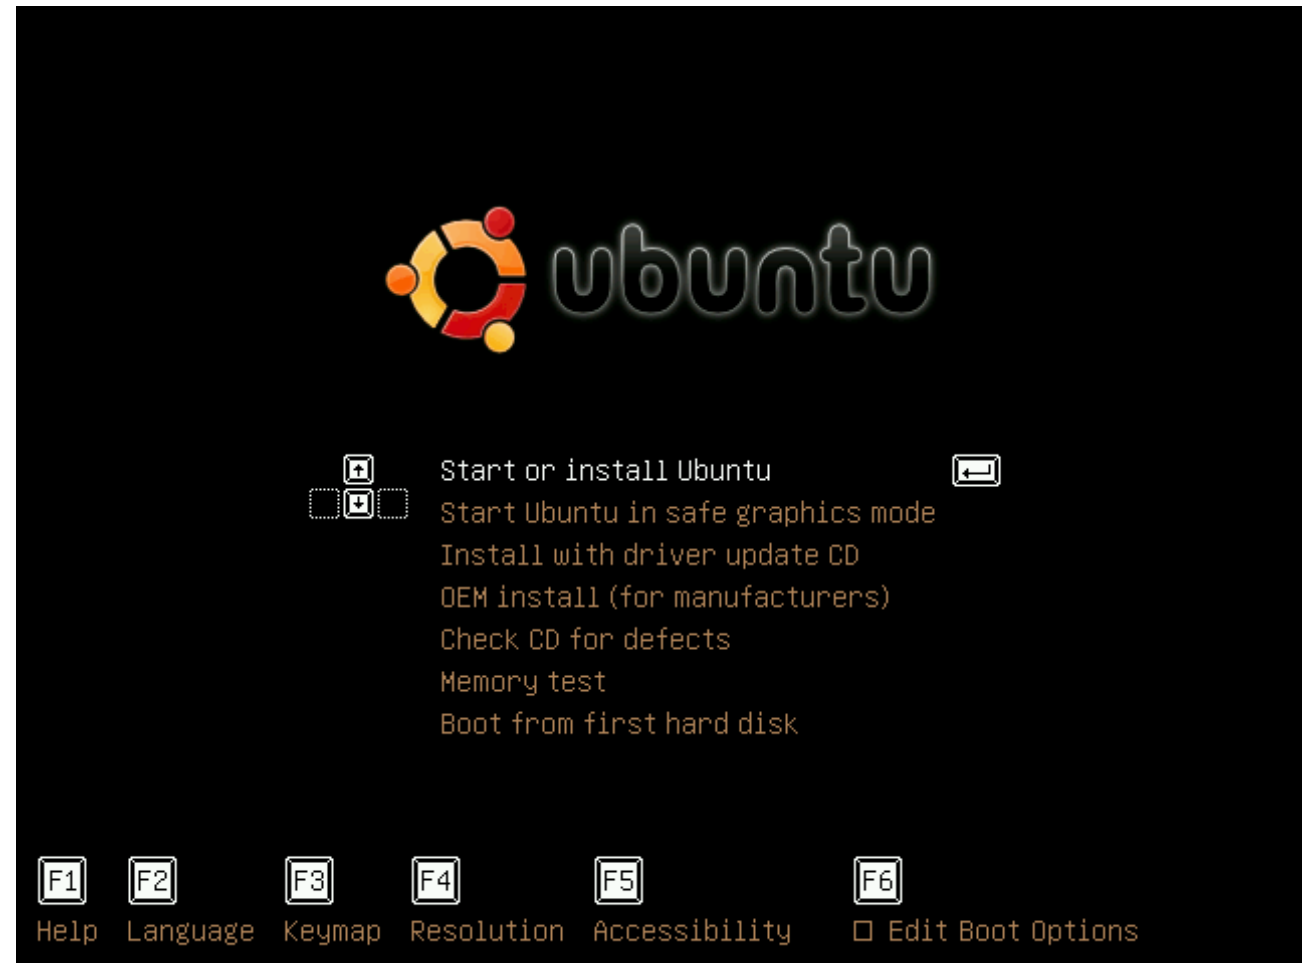 ubuntu
Start or install Ubuntu
Start Ubuntu in safe graphics mode
Install with driver update CD
OEM install (for manufacturers)
Check CD for defects
Memory test
Boot from first hard disk
F1 F2 F3 F4 F5 F6
Help Language Keymap Resolution Accessibility Edit Boot Options